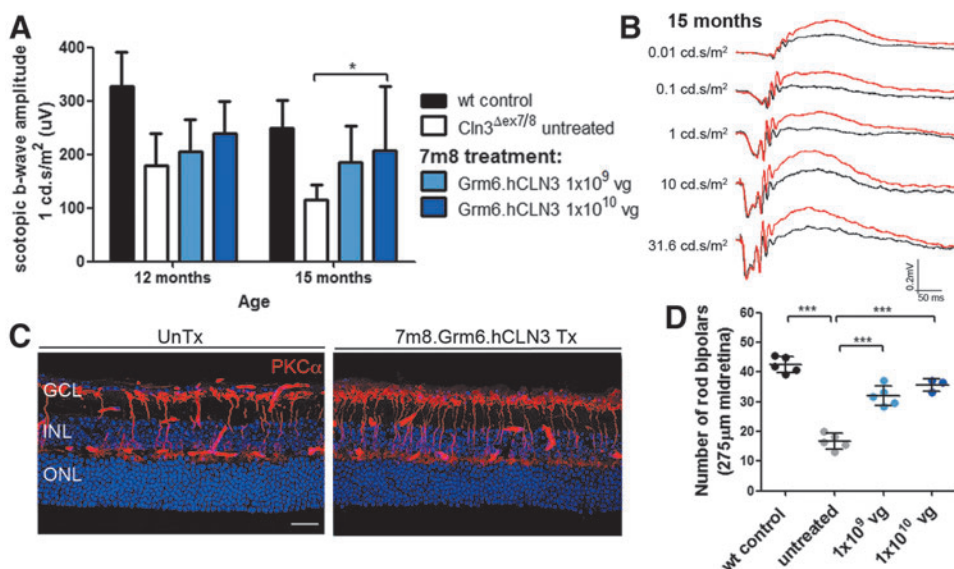 A
scotopic b-wave amplitude
1 cd.s/m² (uV)
400
300
200
100
0
*
12 months
15 months
Age
wt control
Cln3^Δex7/8 untreated
7m8 treatment:
Grm6.hCLN3 1x10⁹ vg
Grm6.hCLN3 1x10¹⁰ vg
B
15 months
0.01 cd.s/m²
0.1 cd.s/m²
1 cd.s/m²
10 cd.s/m²
31.6 cd.s/m²
0.2mV
50 ms
C
UnTx
7m8.Grm6.hCLN3 Tx
PKCα
GCL
INL
ONL
D
Number of rod bipolars
(275µm midretina)
60
50
40
30
20
10
0
***
***
***
wt control
untreated
1x10⁹ vg
1x10¹⁰ vg